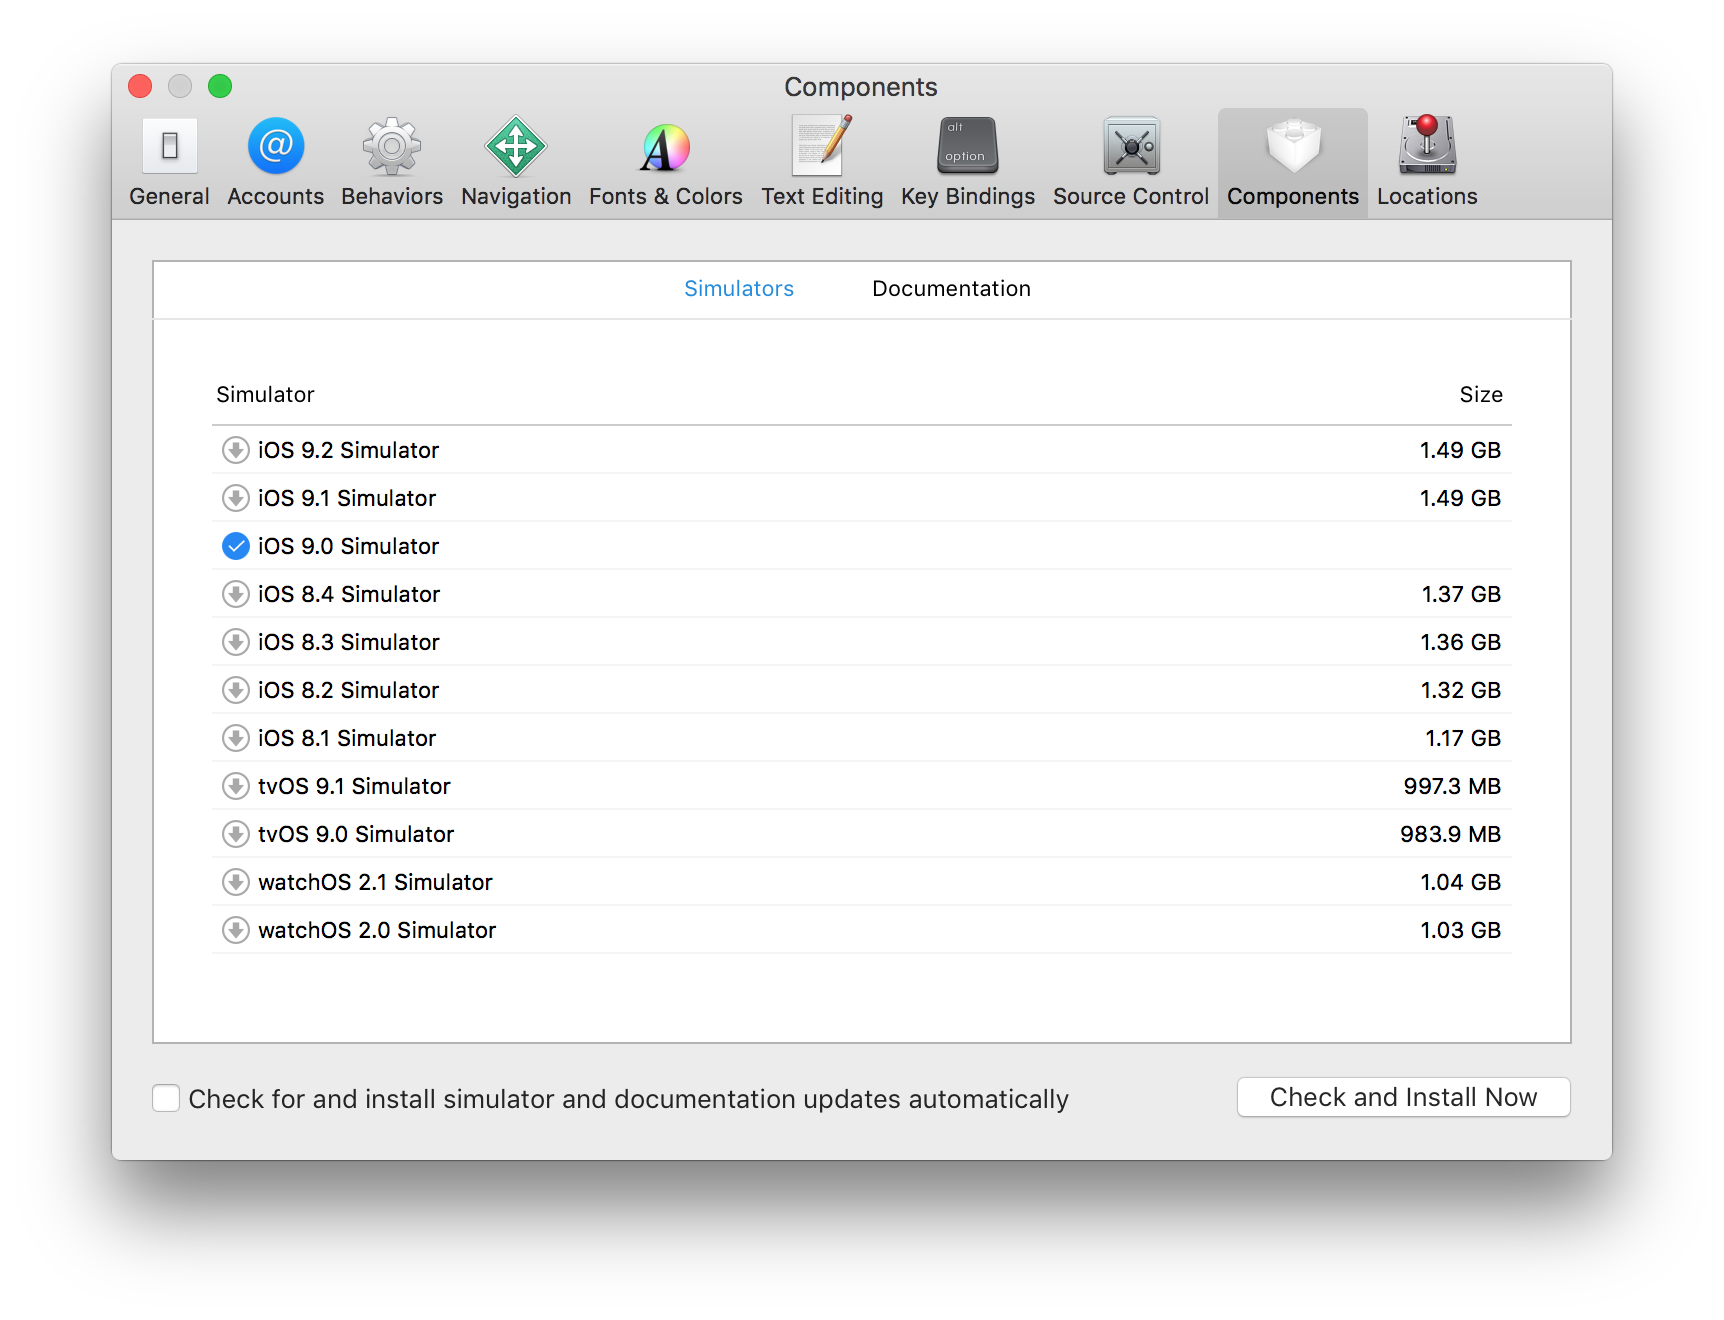 Components
alt
option
General Accounts Behaviors Navigation Fonts & Colors Text Editing Key Bindings Source Control Components Locations
Simulators Documentation
Simulator Size
iOS 9.2 Simulator 1.49 GB
iOS 9.1 Simulator 1.49 GB
iOS 9.0 Simulator
iOS 8.4 Simulator 1.37 GB
iOS 8.3 Simulator 1.36 GB
iOS 8.2 Simulator 1.32 GB
iOS 8.1 Simulator 1.17 GB
tvOS 9.1 Simulator 997.3 MB
tvOS 9.0 Simulator 983.9 MB
watchOS 2.1 Simulator 1.04 GB
watchOS 2.0 Simulator 1.03 GB
Check for and install simulator and documentation updates automatically Check and Install Now